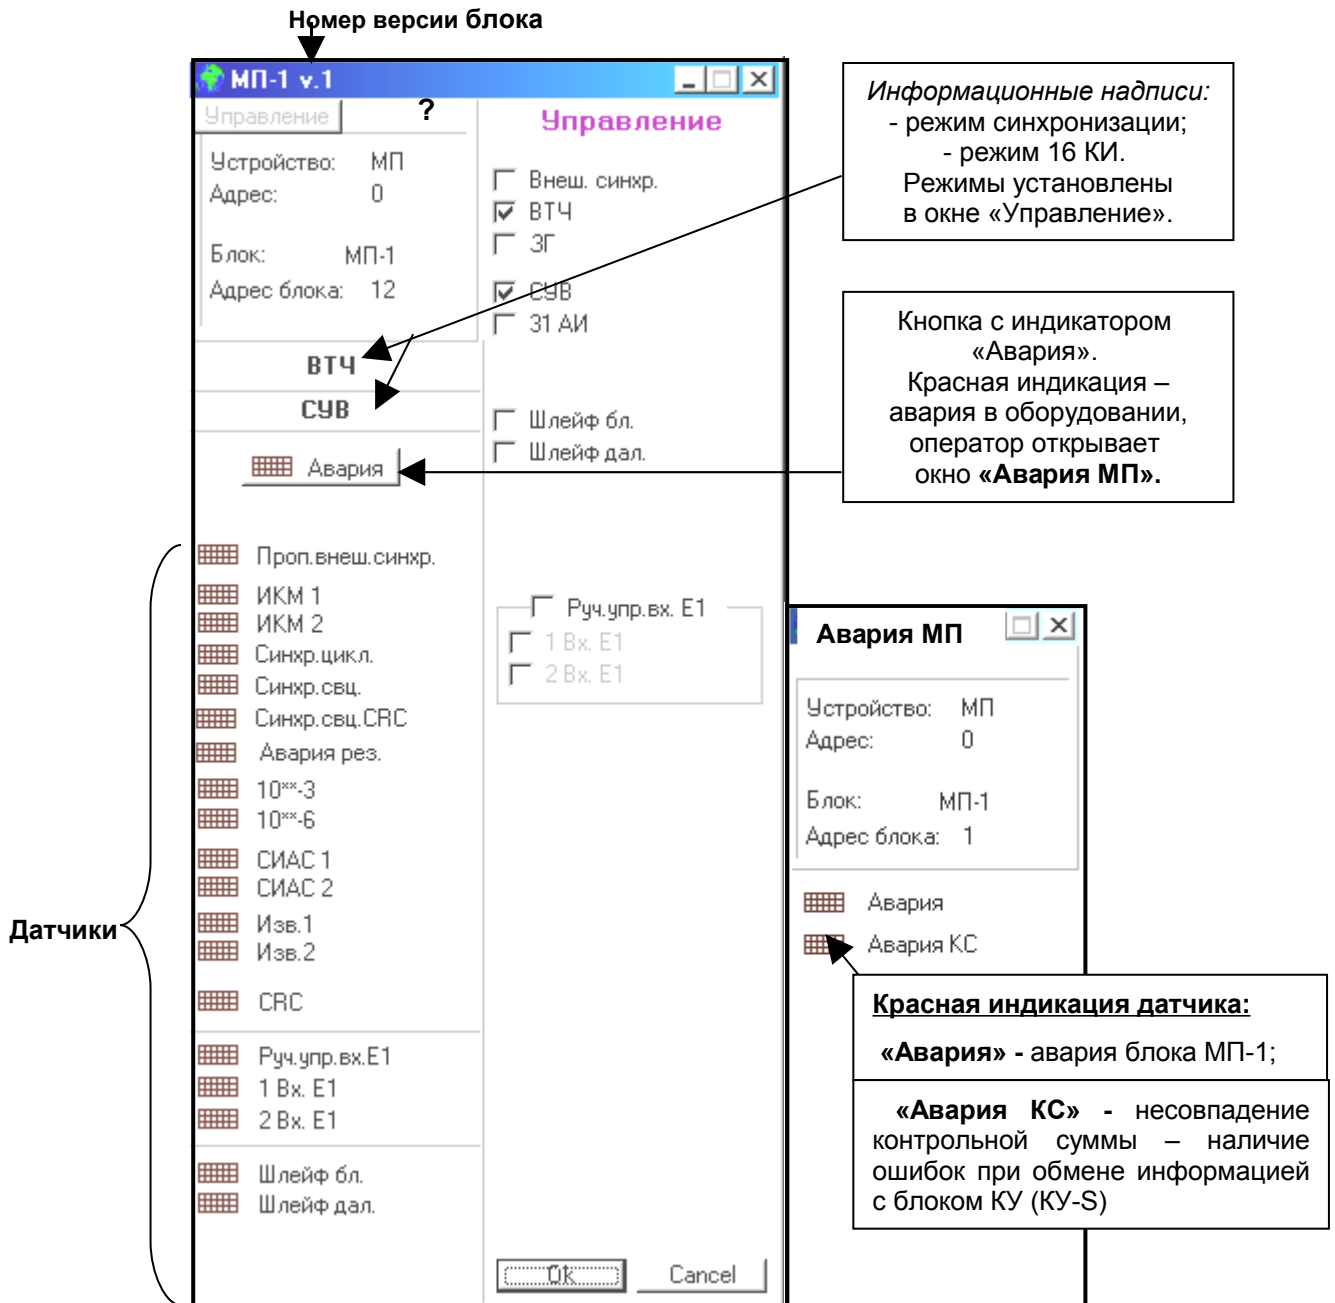 Номер версии блока
МП-1 v.1
Управление
?
Устройство: МП
Адрес: 0
Блок: МП-1
Адрес блока: 12
ВТЧ
СУВ
Авария
Проп.внеш.синхр.
ИКМ 1
ИКМ 2
Синхр.цикл.
Синхр.свц.
Синхр.свц.CRC
Авария рез.
10**-3
10**-6
СИАС 1
СИАС 2
Изв.1
Изв.2
CRC
Руч.упр.вх.Е1
1 Вх. Е1
2 Вх. Е1
Шлейф бл.
Шлейф дал.
Датчики
Управление
Внеш. синхр.
ВТЧ
ЗГ
СУВ
31 АИ
Шлейф бл.
Шлейф дал.
Руч.упр.вх. Е1
1 Вх. Е1
2 Вх. Е1
Ok
Cancel
Информационные надписи:
- режим синхронизации;
- режим 16 КИ.
Режимы установлены
в окне «Управление».
Кнопка с индикатором
«Авария».
Красная индикация –
авария в оборудовании,
оператор открывает
окно «Авария МП».
Авария МП
Устройство: МП
Адрес: 0
Блок: МП-1
Адрес блока: 1
Авария
Авария КС
Красная индикация датчика:
«Авария» - авария блока МП-1;
«Авария КС» - несовпадение
контрольной суммы – наличие
ошибок при обмене информацией
с блоком КУ (КУ-S)